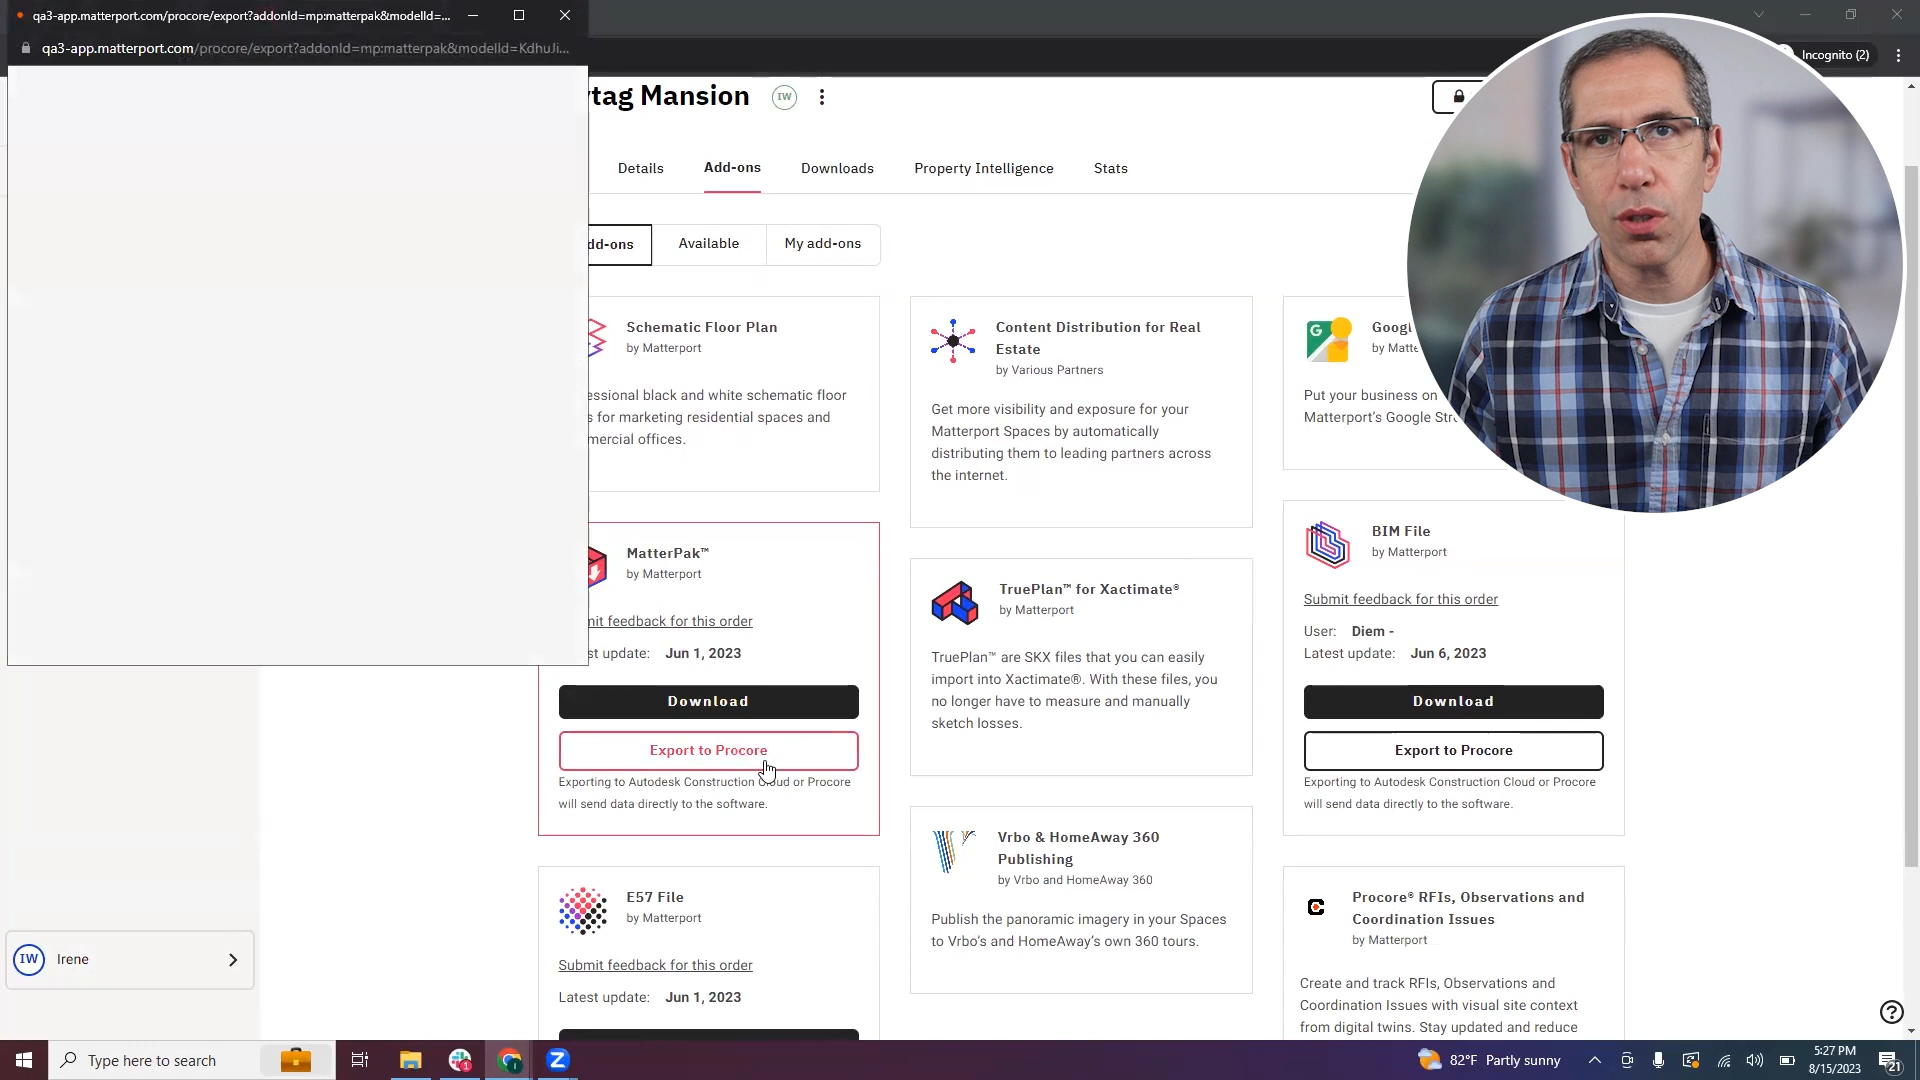 qa3-app.matterport.com/procore/export?addonId=mp:matterpak&modelId=...
qa3-app.matterport.com/procore/export?addonId=mp:matterpak&modelId=KdhuJi...
Incognito (2)
tag Mansion
IW
Details
Add-ons
Downloads
Property Intelligence
Stats
dd-ons
Available
My add-ons
Schematic Floor Plan
by Matterport
essional black and white schematic floor
s for marketing residential spaces and
mercial offices.
Content Distribution for Real
Estate
by Various Partners
Get more visibility and exposure for your
Matterport Spaces by automatically
distributing them to leading partners across
the internet.
G
Googl
by Matte
Put your business on
Matterport's Google Stre
MatterPak™
by Matterport
mit feedback for this order
st update: Jun 1, 2023
Download
Export to Procore
Exporting to Autodesk Construction Cloud or Procore
will send data directly to the software.
TruePlan™ for Xactimate®
by Matterport
TruePlan™ are SKX files that you can easily
import into Xactimate®. With these files, you
no longer have to measure and manually
sketch losses.
BIM File
by Matterport
Submit feedback for this order
User: Diem -
Latest update: Jun 6, 2023
Download
Export to Procore
Exporting to Autodesk Construction Cloud or Procore
will send data directly to the software.
Vrbo & HomeAway 360
Publishing
by Vrbo and HomeAway 360
Publish the panoramic imagery in your Spaces
to Vrbo's and HomeAway's own 360 tours.
E57 File
by Matterport
Submit feedback for this order
Latest update: Jun 1, 2023
Procore® RFIs, Observations and
Coordination Issues
by Matterport
Create and track RFIs, Observations and
Coordination Issues with visual site context
from digital twins. Stay updated and reduce
IW Irene
Type here to search
82°F Partly sunny
5:27 PM
8/15/2023
21